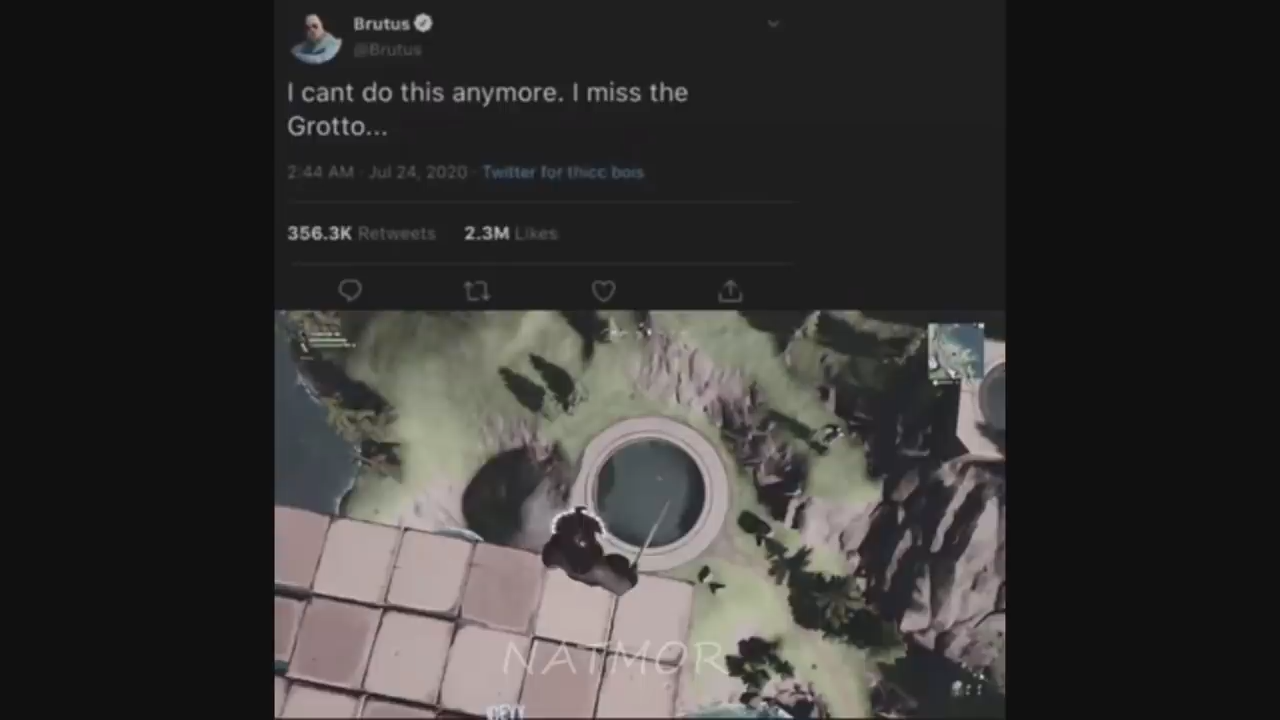 Brutus
@Brutus
I cant do this anymore. I miss the
Grotto...
2:44 AM · Jul 24, 2020 · Twitter for thicc bois
356.3K Retweets 2.3M Likes
NATMOR